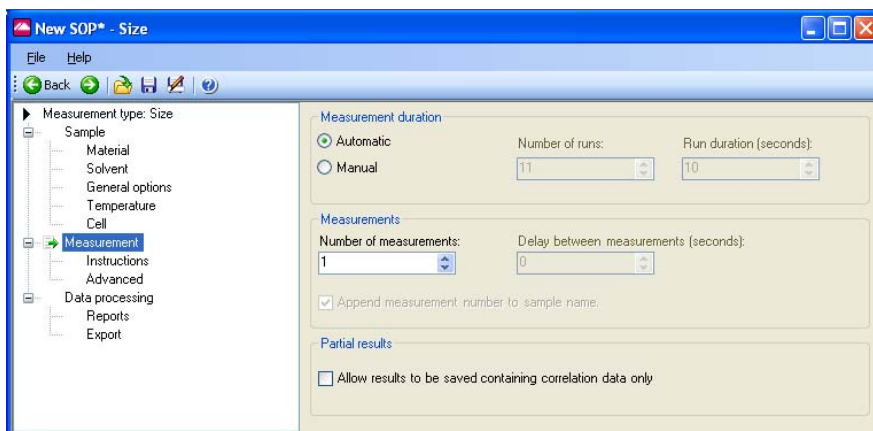 New SOP* - Size
File Help
Back
Measurement type: Size
Sample
Material
Solvent
General options
Temperature
Cell
Measurement
Instructions
Advanced
Data processing
Reports
Export
Measurement duration
Automatic
Manual
Number of runs:
11
Run duration (seconds):
10
Measurements
Number of measurements:
1
Delay between measurements (seconds):
0
Append measurement number to sample name.
Partial results
Allow results to be saved containing correlation data only